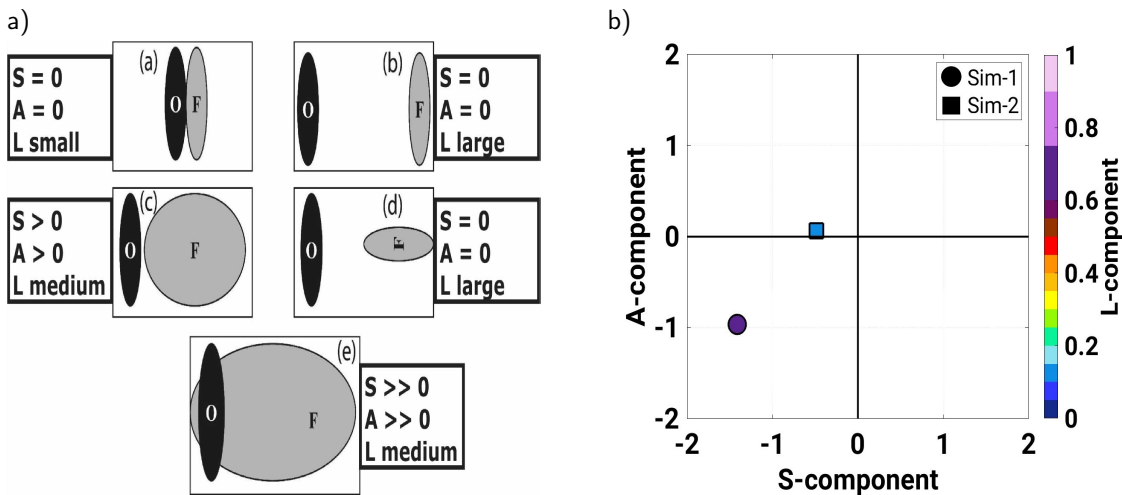 a)
(a)
S = 0
A = 0
L small
O F
(b)
O F
S = 0
A = 0
L large
(c)
S > 0
A > 0
L medium
O F
(d)
O F
S = 0
A = 0
L large
(e)
O F
S >> 0
A >> 0
L medium
b)
Sim-1
Sim-2
A-component
2
1
0
-1
-2
-2 -1 0 1 2
S-component
1
0.8
0.6
0.4
0.2
0
L-component